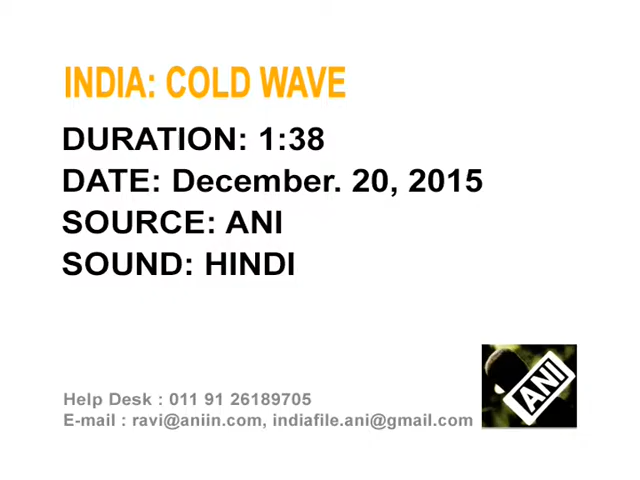 INDIA: COLD WAVE
DURATION: 1:38
DATE: December. 20, 2015
SOURCE: ANI
SOUND: HINDI
Help Desk : 011 91 26189705
E-mail : ravi@aniin.com, indiafile.ani@gmail.com
ANI